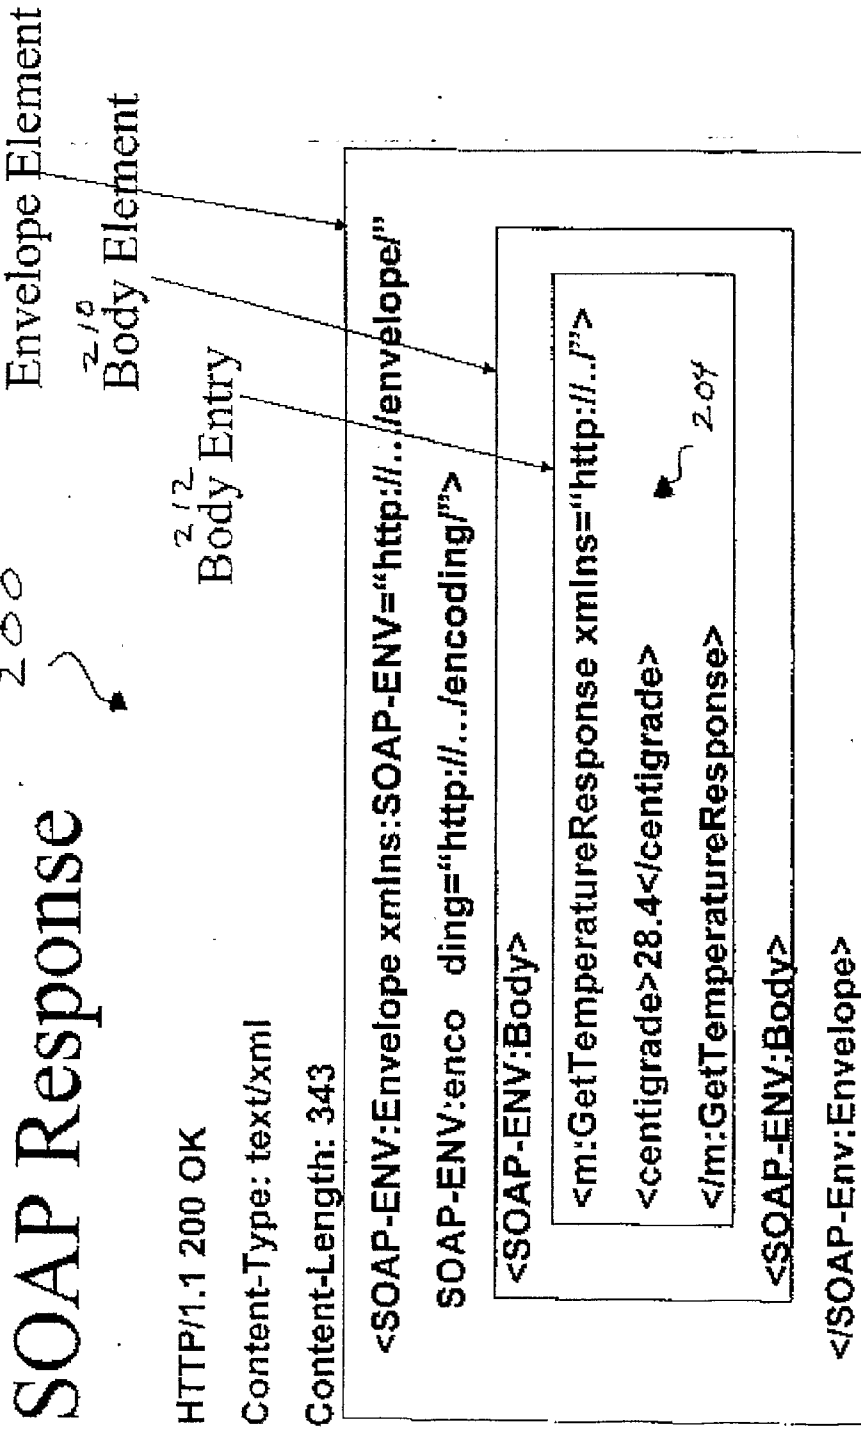 SOAP Response
200
Envelope Element
210
Body Element
212
Body Entry
HTTP/1.1 200 OK
Content-Type: text/xml
Content-Length: 343
<SOAP-ENV:Envelope xmlns:SOAP-ENV="http://.../envelope/"
SOAP-ENV:enco ding="http://.../encoding/">
<SOAP-ENV:Body>
<m:GetTemperatureResponse xmlns="http://../">
<centigrade>28.4</centigrade>
204
</m:GetTemperatureResponse>
<SOAP-ENV:Body>
</SOAP-Env:Envelope>